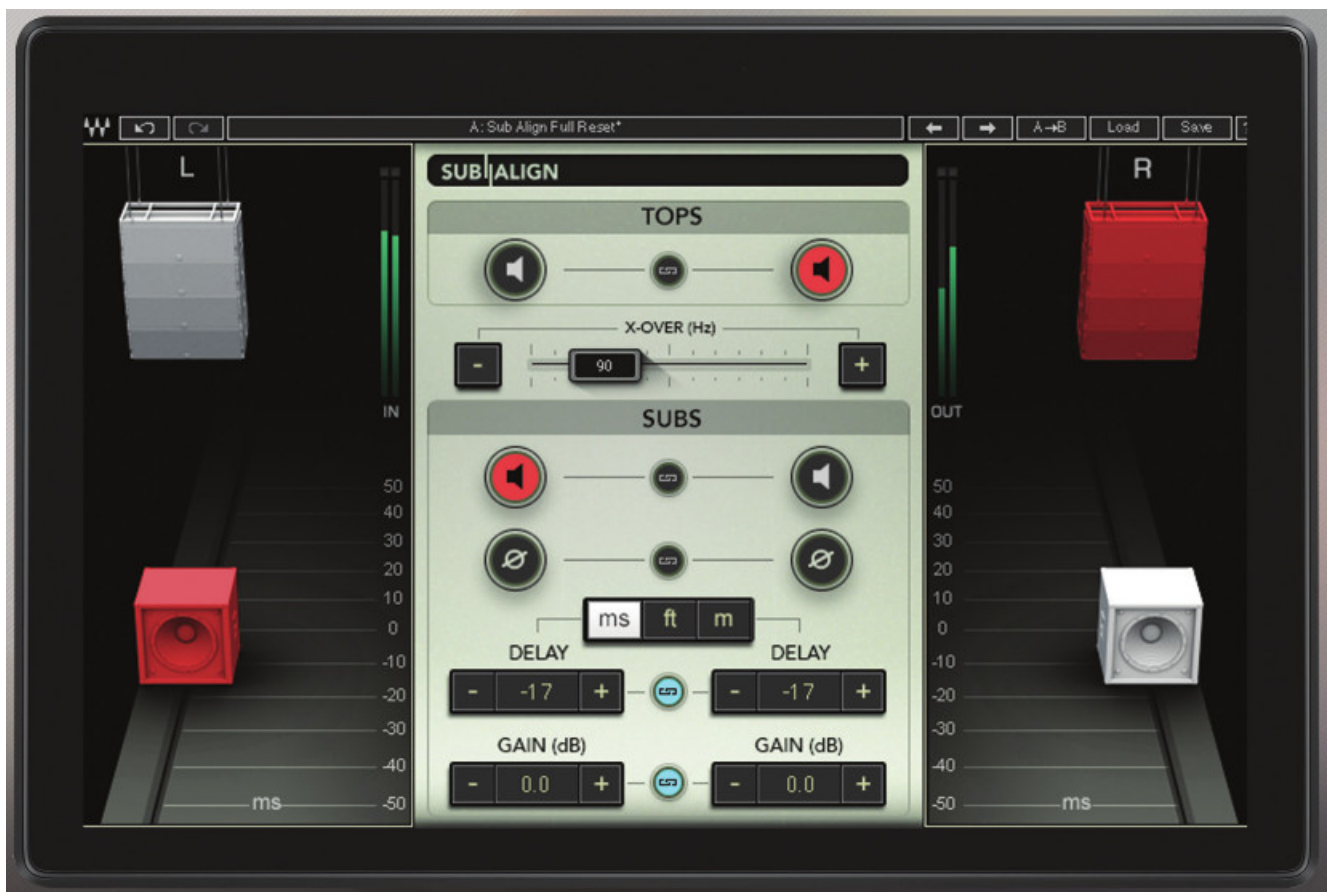 A: Sub Align Full Reset*
A→B
Load
Save
L
R
SUB ALIGN
TOPS
X-OVER (Hz)
-
90
+
IN
OUT
SUBS
50
40
30
20
10
0
-10
-20
-30
-40
-50
ms
ms ft m
DELAY DELAY
- -17 + - -17 +
GAIN (dB) GAIN (dB)
- 0.0 + - 0.0 +
50
40
30
20
10
0
-10
-20
-30
-40
-50
ms